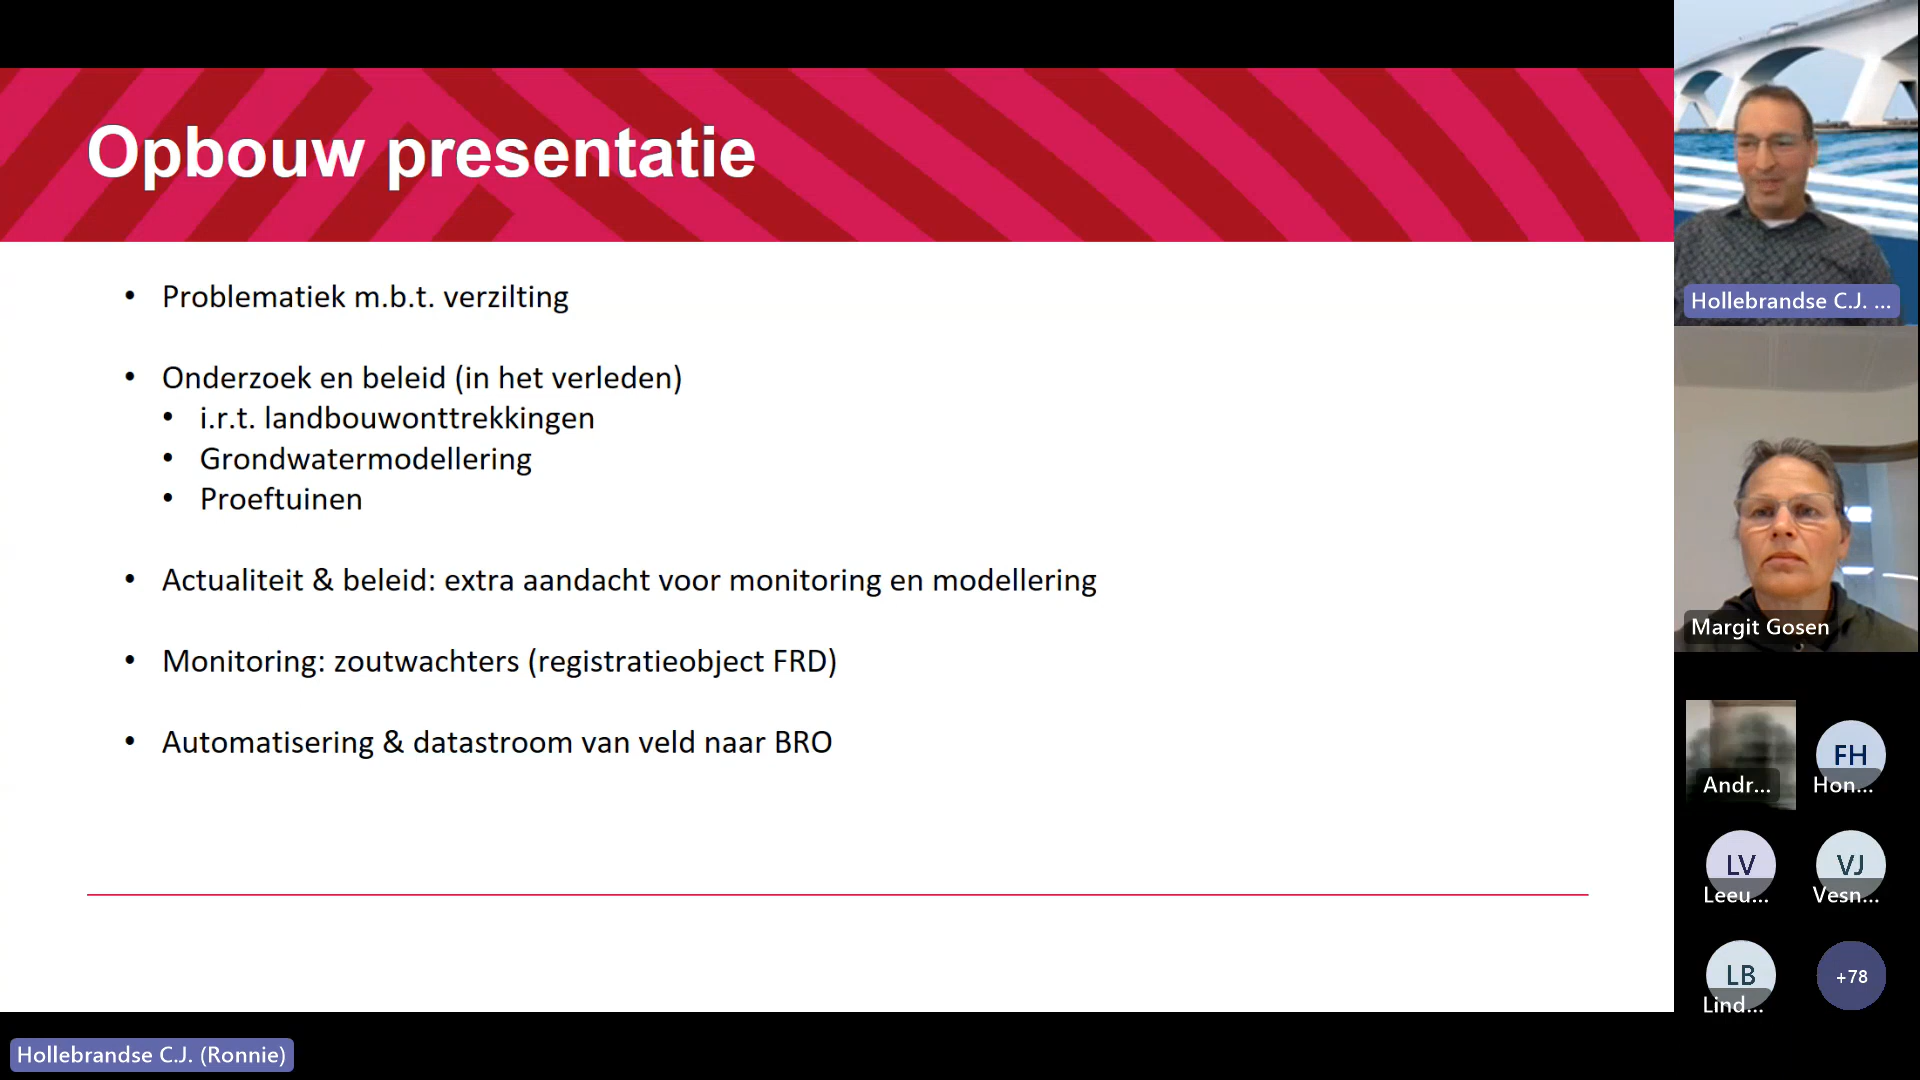 Opbouw presentatie
• Problematiek m.b.t. verzilting
• Onderzoek en beleid (in het verleden)
• i.r.t. landbouwonttrekkingen
• Grondwatermodellering
• Proeftuinen
• Actualiteit & beleid: extra aandacht voor monitoring en modellering
• Monitoring: zoutwachters (registratieobject FRD)
• Automatisering & datastroom van veld naar BRO
Hollebrandse C.J. ...
Margit Gosen
Andr...
FH
Hon...
LV
Leeu...
VJ
Vesn...
LB
Lind...
+78
Hollebrandse C.J. (Ronnie)